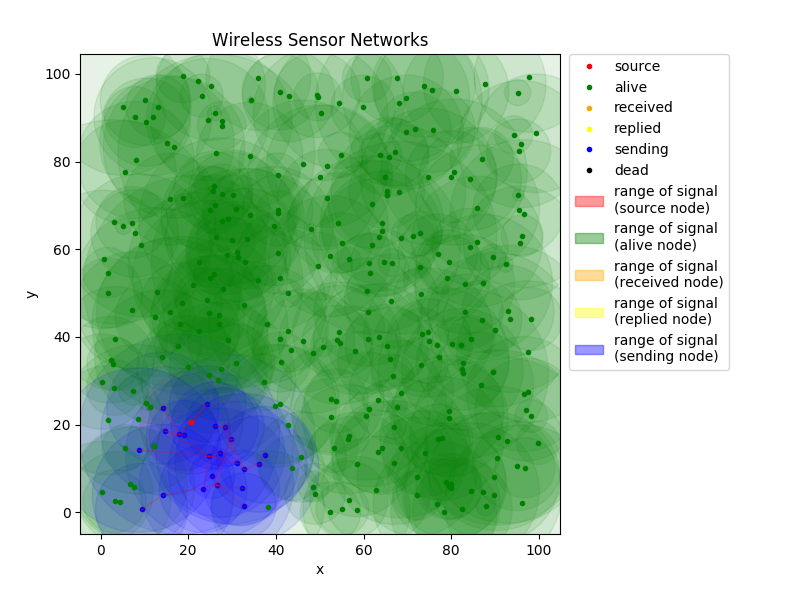 Wireless Sensor Networks
100
80
60
40
20
0
y
0 20 40 60 80 100
x
source
alive
received
replied
sending
dead
range of signal
(source node)
range of signal
(alive node)
range of signal
(received node)
range of signal
(replied node)
range of signal
(sending node)